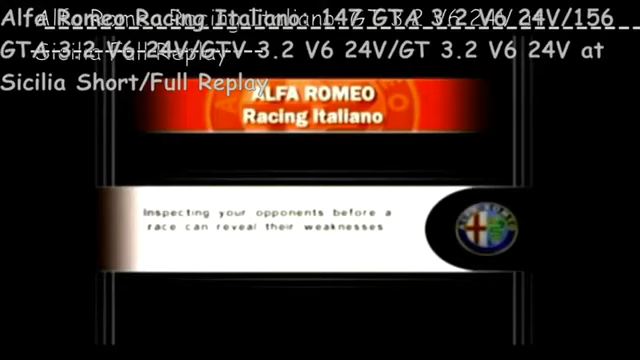 Alfa Romeo Racing Italiano: 147 GTA 3.2 V6 24V/156
GTA 3.2 V6 24V/GTV 3.2 V6 24V/GT 3.2 V6 24V at
Sicilia Short/Full Replay
ALFA ROMEO
Racing Italiano
Inspecting your opponents before a
race can reveal their weaknesses